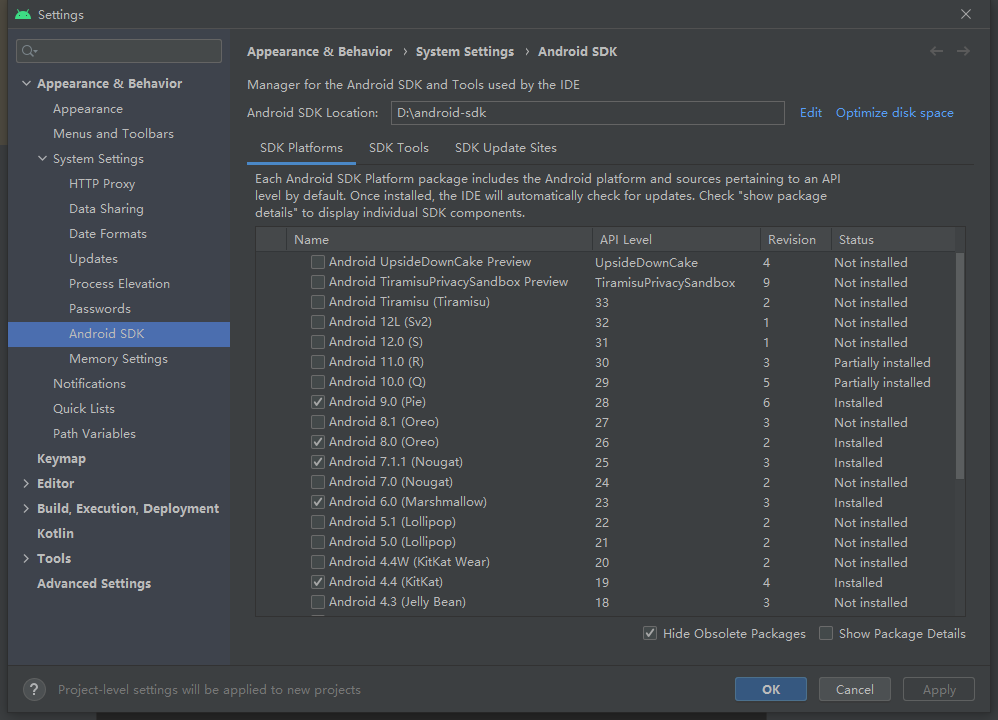 Settings
Appearance & Behavior
Appearance
Menus and Toolbars
System Settings
HTTP Proxy
Data Sharing
Date Formats
Updates
Process Elevation
Passwords
Android SDK
Memory Settings
Notifications
Quick Lists
Path Variables
Keymap
Editor
Build, Execution, Deployment
Kotlin
Tools
Advanced Settings
Appearance & Behavior › System Settings › Android SDK
Manager for the Android SDK and Tools used by the IDE
Android SDK Location: D:\android-sdk Edit Optimize disk space
SDK Platforms SDK Tools SDK Update Sites
Each Android SDK Platform package includes the Android platform and sources pertaining to an API
level by default. Once installed, the IDE will automatically check for updates. Check "show package
details" to display individual SDK components.
Name API Level Revision Status
Android UpsideDownCake Preview UpsideDownCake 4 Not installed
Android TiramisuPrivacySandbox Preview TiramisuPrivacySandbox 9 Not installed
Android Tiramisu (Tiramisu) 33 2 Not installed
Android 12L (Sv2) 32 1 Not installed
Android 12.0 (S) 31 1 Not installed
Android 11.0 (R) 30 3 Partially installed
Android 10.0 (Q) 29 5 Partially installed
Android 9.0 (Pie) 28 6 Installed
Android 8.1 (Oreo) 27 3 Not installed
Android 8.0 (Oreo) 26 2 Installed
Android 7.1.1 (Nougat) 25 3 Installed
Android 7.0 (Nougat) 24 2 Not installed
Android 6.0 (Marshmallow) 23 3 Installed
Android 5.1 (Lollipop) 22 2 Not installed
Android 5.0 (Lollipop) 21 2 Not installed
Android 4.4W (KitKat Wear) 20 2 Not installed
Android 4.4 (KitKat) 19 4 Installed
Android 4.3 (Jelly Bean) 18 3 Not installed
Hide Obsolete Packages Show Package Details
? Project-level settings will be applied to new projects
OK Cancel Apply